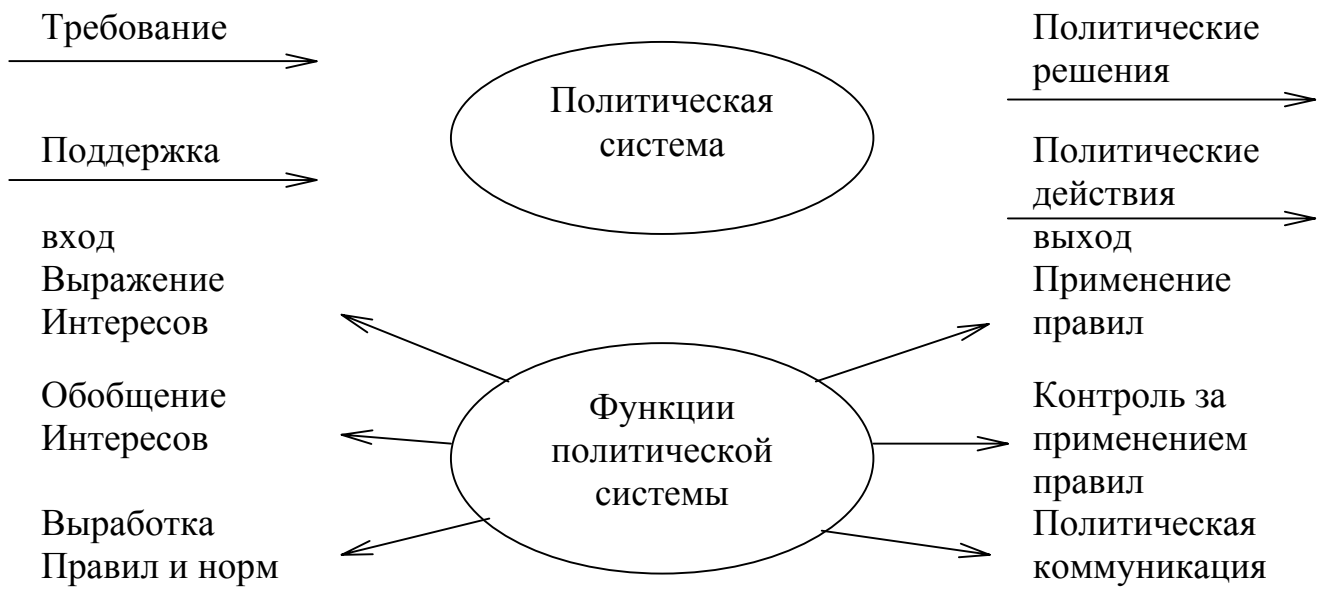 Требование
Поддержка
вход
Политическая
система
Политические
решения
Политические
действия
выход
Выражение
Интересов
Обобщение
Интересов
Выработка
Правил и норм
Функции
политической
системы
Применение
правил
Контроль за
применением
правил
Политическая
коммуникация